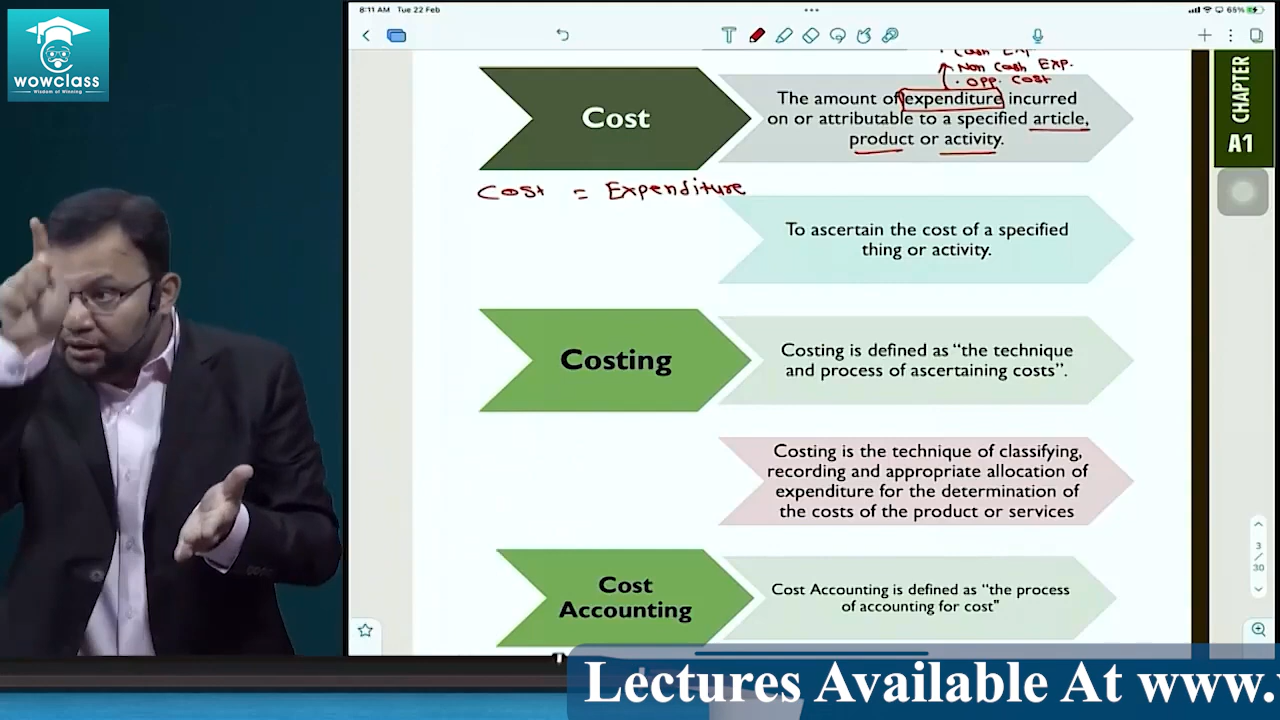 8:11 AM Tue 22 Feb
65%
wowclass
Wisdom of Winning
T
Cash Exp
Non Cash Exp.
Opp. Cost
CHAPTER
A1
Cost
The amount of expenditure incurred
on or attributable to a specified article,
product or activity.
Cost = Expenditure
To ascertain the cost of a specified
thing or activity.
Costing
Costing is defined as “the technique
and process of ascertaining costs”.
Costing is the technique of classifying,
recording and appropriate allocation of
expenditure for the determination of
the costs of the product or services
3
/
30
Cost
Accounting
Cost Accounting is defined as “the process
of accounting for cost"
Lectures Available At www.